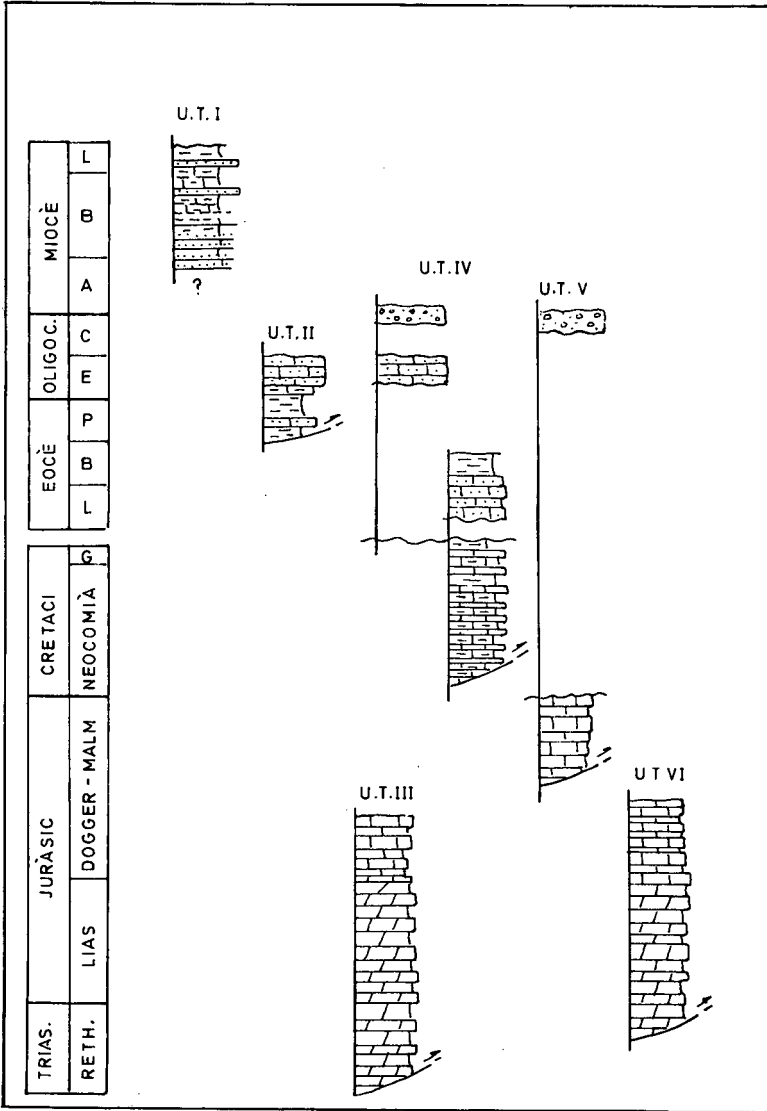 U.T. I
U.T. II
U.T. IV
U.T. V
U.T. III
U T VI
?
MIOCÈ
L
B
A
OLIGOC.
C
E
EOCÈ
P
B
L
CRETACI
G
NEOCOMIÀ
JURÀSIC
DOGGER - MALM
LIAS
TRIAS.
RETH.